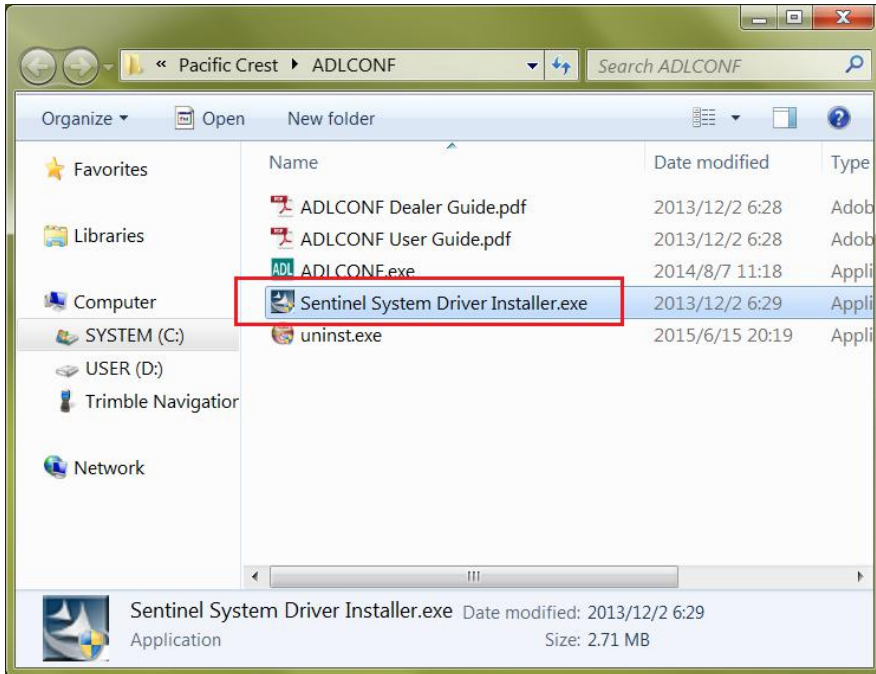 « Pacific Crest ▸ ADLCONF
Search ADLCONF
Organize Open New folder
Name Date modified Type
Favorites
Libraries
Computer
SYSTEM (C:)
USER (D:)
Trimble Navigation
Network
ADLCONF Dealer Guide.pdf 2013/12/2 6:28 Adob
ADLCONF User Guide.pdf 2013/12/2 6:28 Adob
ADL ADLCONF.exe 2014/8/7 11:18 Appli
Sentinel System Driver Installer.exe 2013/12/2 6:29 Appli
uninst.exe 2015/6/15 20:19 Appli
Sentinel System Driver Installer.exe Date modified: 2013/12/2 6:29
Application Size: 2.71 MB